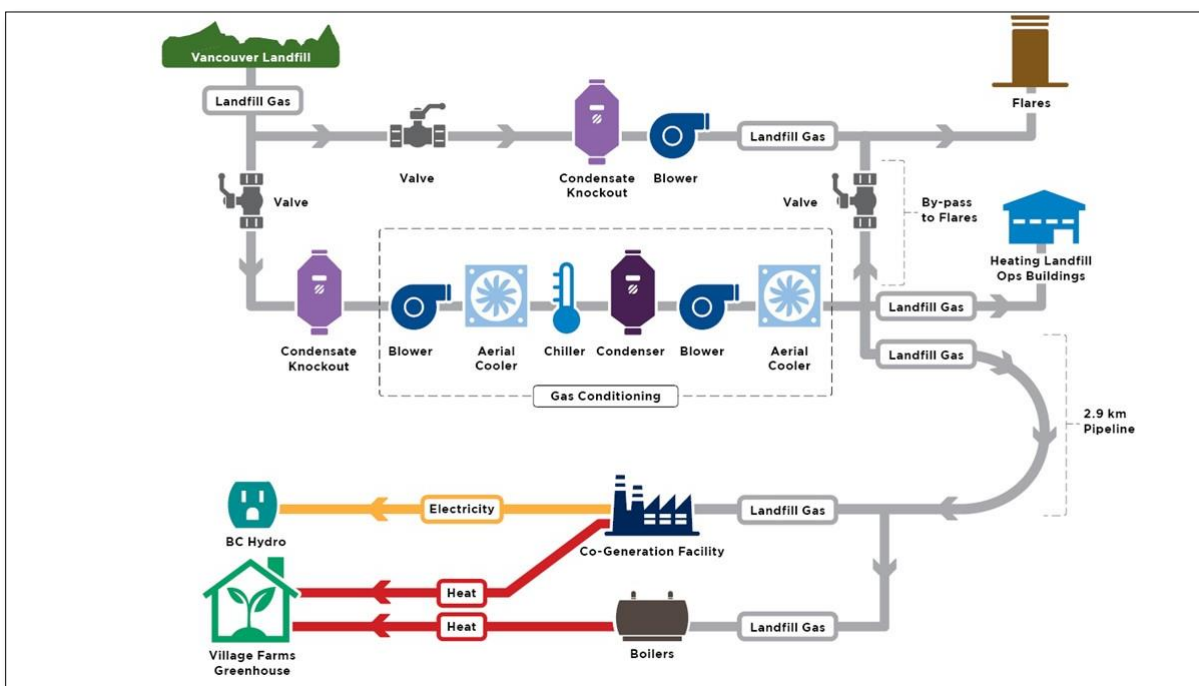 Vancouver Landfill
Landfill Gas
Flares
Valve
Condensate
Knockout
Blower
Landfill Gas
Valve
Valve
By-pass
to Flares
Heating Landfill
Ops Buildings
Landfill Gas
Condensate
Knockout
Blower
Aerial
Cooler
Chiller
Condenser
Blower
Aerial
Cooler
Landfill Gas
Gas Conditioning
2.9 km
Pipeline
Electricity
Landfill Gas
BC Hydro
Co-Generation Facility
Heat
Heat
Landfill Gas
Village Farms
Greenhouse
Boilers